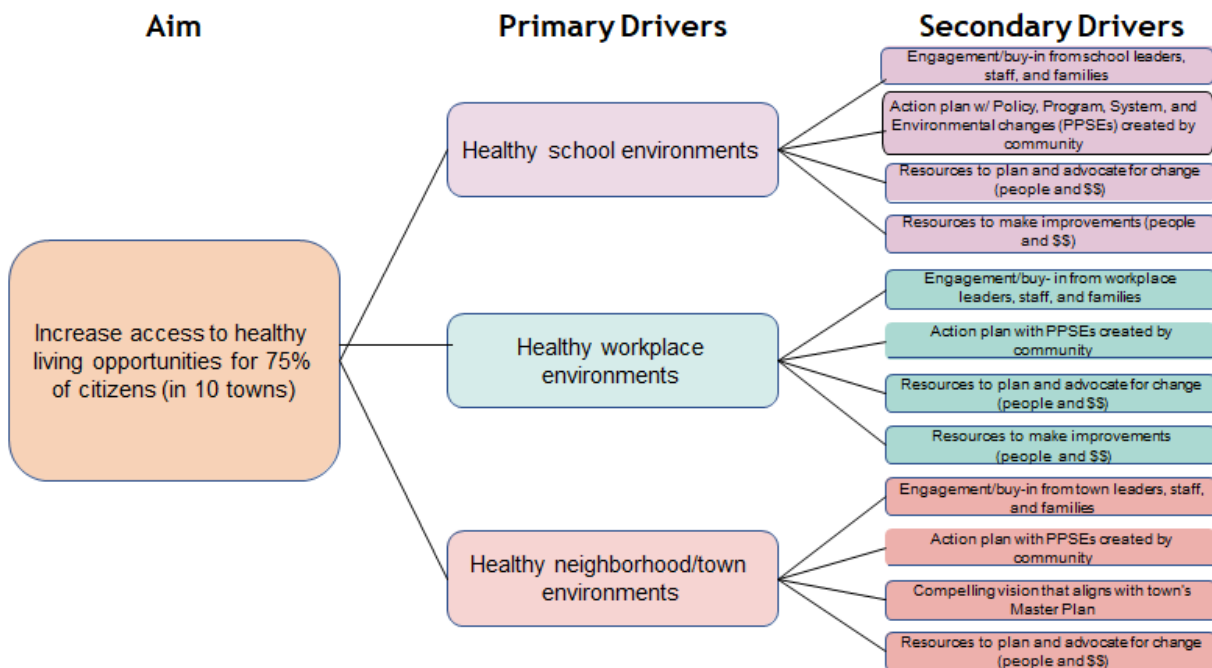 Aim
Primary Drivers
Secondary Drivers
Increase access to healthy
living opportunities for 75%
of citizens (in 10 towns)
Healthy school environments
Engagement/buy-in from school leaders,
staff, and families
Action plan w/ Policy, Program, System, and
Environmental changes (PPSEs) created by
community
Resources to plan and advocate for change
(people and $$)
Resources to make improvements (people
and $$)
Healthy workplace
environments
Engagement/buy- in from workplace
leaders, staff, and families
Action plan with PPSEs created by
community
Resources to plan and advocate for change
(people and $$)
Resources to make improvements
(people and $$)
Healthy neighborhood/town
environments
Engagement/buy-in from town leaders, staff,
and families
Action plan with PPSEs created by
community
Compelling vision that aligns with town's
Master Plan
Resources to plan and advocate for change
(people and $$)